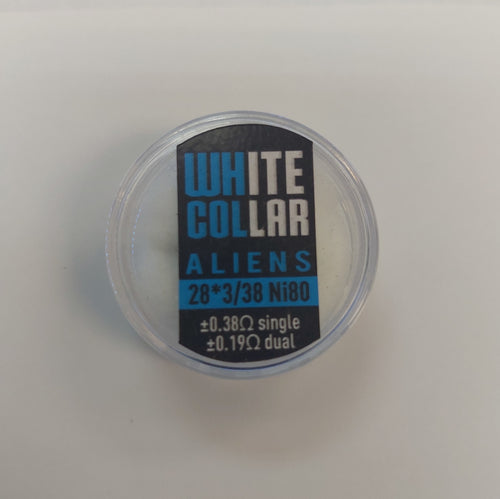 WHITE
COLLAR
ALIENS
28*3/38 Ni80
±0.38Ω single
±0.19Ω dual